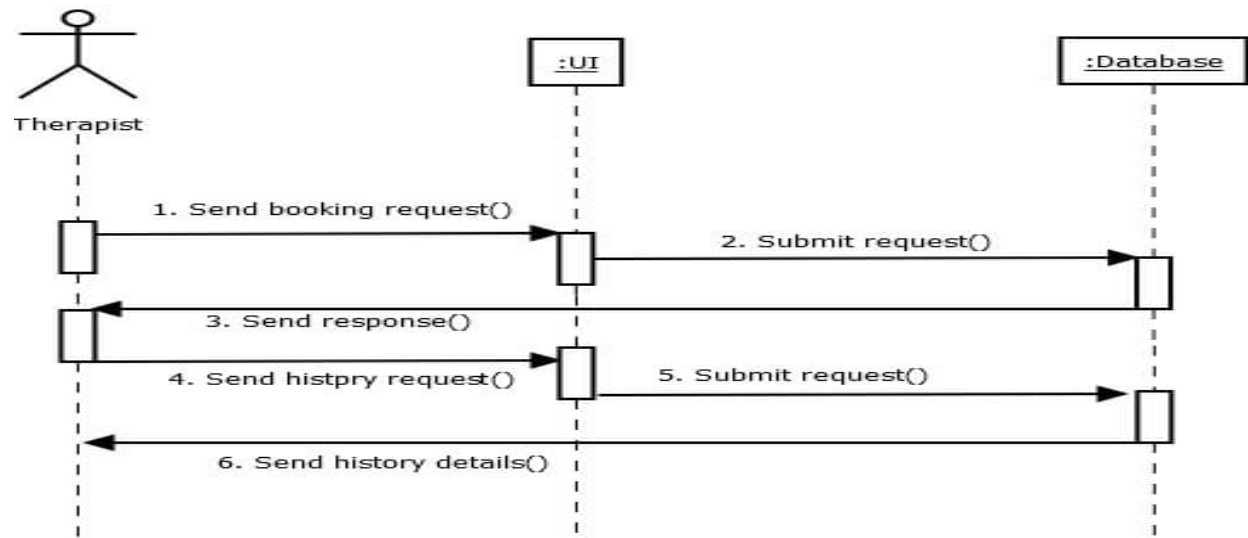 :UI
:Database
Therapist
1. Send booking request()
2. Submit request()
3. Send response()
4. Send histpry request()
5. Submit request()
6. Send history details()